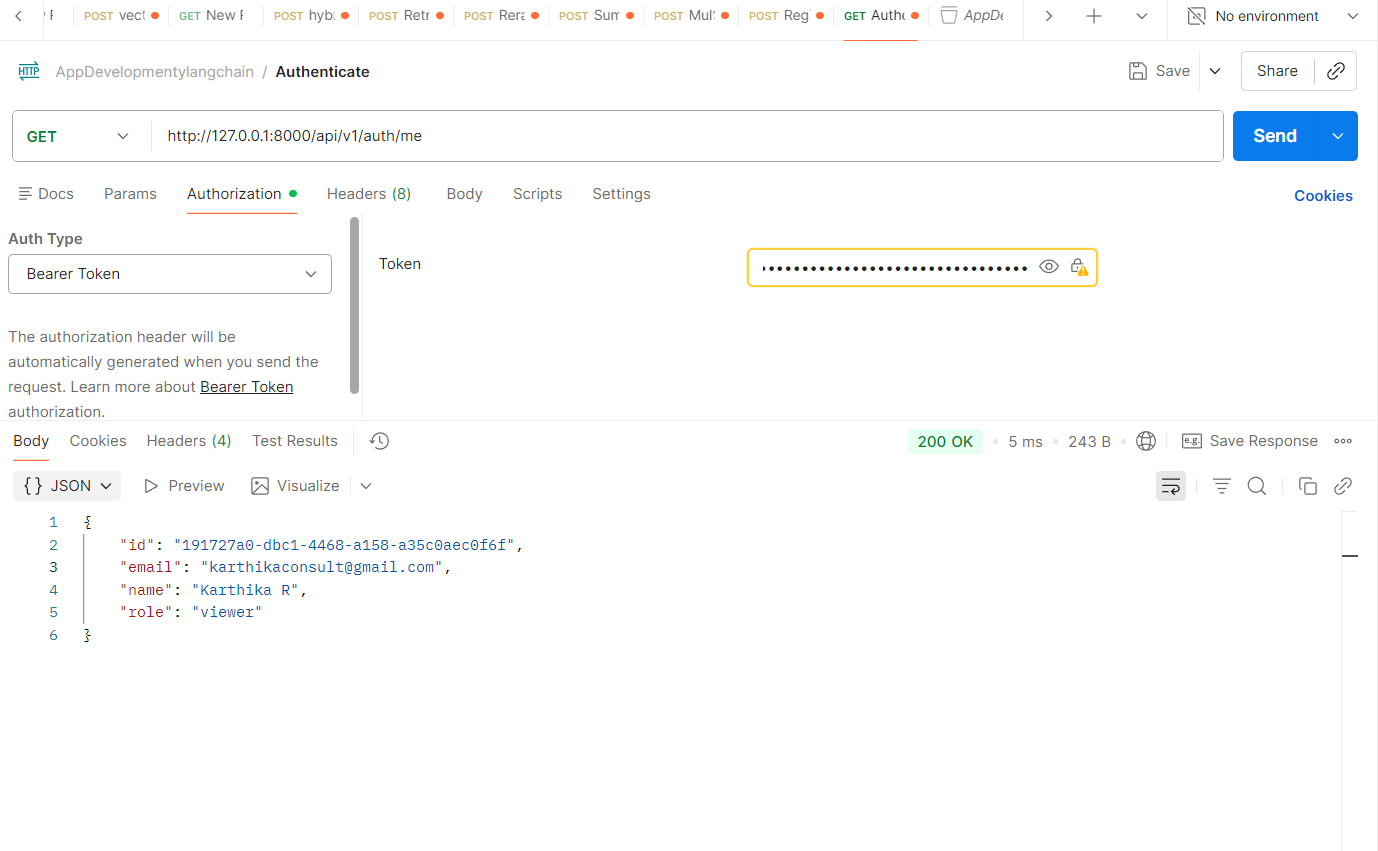 POST vect GET New F POST hyb POST Retr POST Rera POST Sum POST Mult POST Reg GET Authe AppDe No environment
HTTP AppDevelopmentylangchain / Authenticate Save Share
GET http://127.0.0.1:8000/api/v1/auth/me Send
Docs Params Authorization Headers (8) Body Scripts Settings Cookies
Auth Type
Bearer Token
Token
The authorization header will be
automatically generated when you send the
request. Learn more about Bearer Token
authorization.
Body Cookies Headers (4) Test Results 200 OK 5 ms 243 B e.g. Save Response
{} JSON Preview Visualize
1 {
2 "id": "191727a0-dbc1-4468-a158-a35c0aec0f6f",
3 "email": "karthikaconsult@gmail.com",
4 "name": "Karthika R",
5 "role": "viewer"
6 }